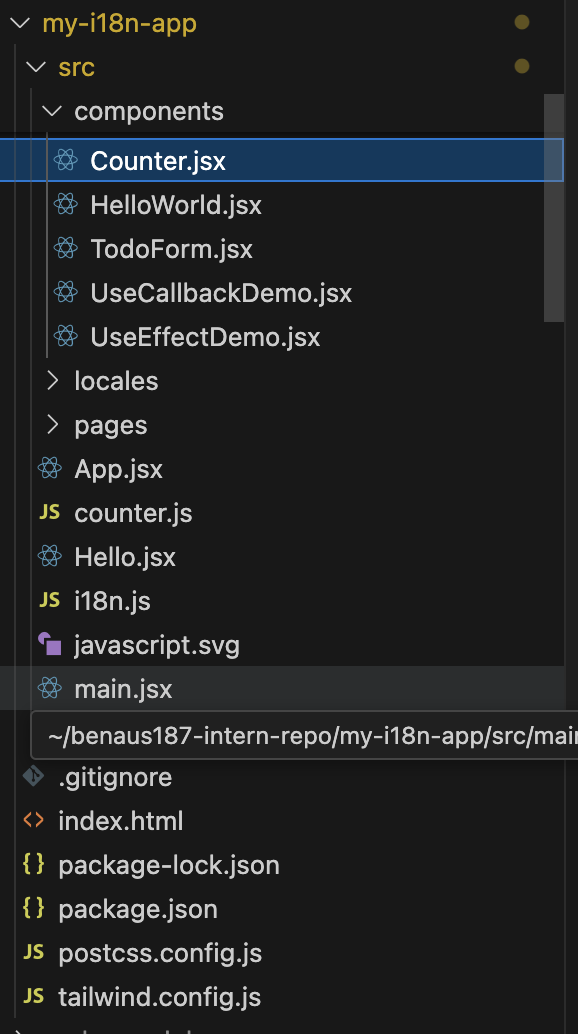 my-i18n-app
src
components
Counter.jsx
HelloWorld.jsx
TodoForm.jsx
UseCallbackDemo.jsx
UseEffectDemo.jsx
locales
pages
App.jsx
JS counter.js
Hello.jsx
JS i18n.js
javascript.svg
main.jsx
~/benaus187-intern-repo/my-i18n-app/src/mai
.gitignore
<> index.html
{} package-lock.json
{} package.json
JS postcss.config.js
JS tailwind.config.js